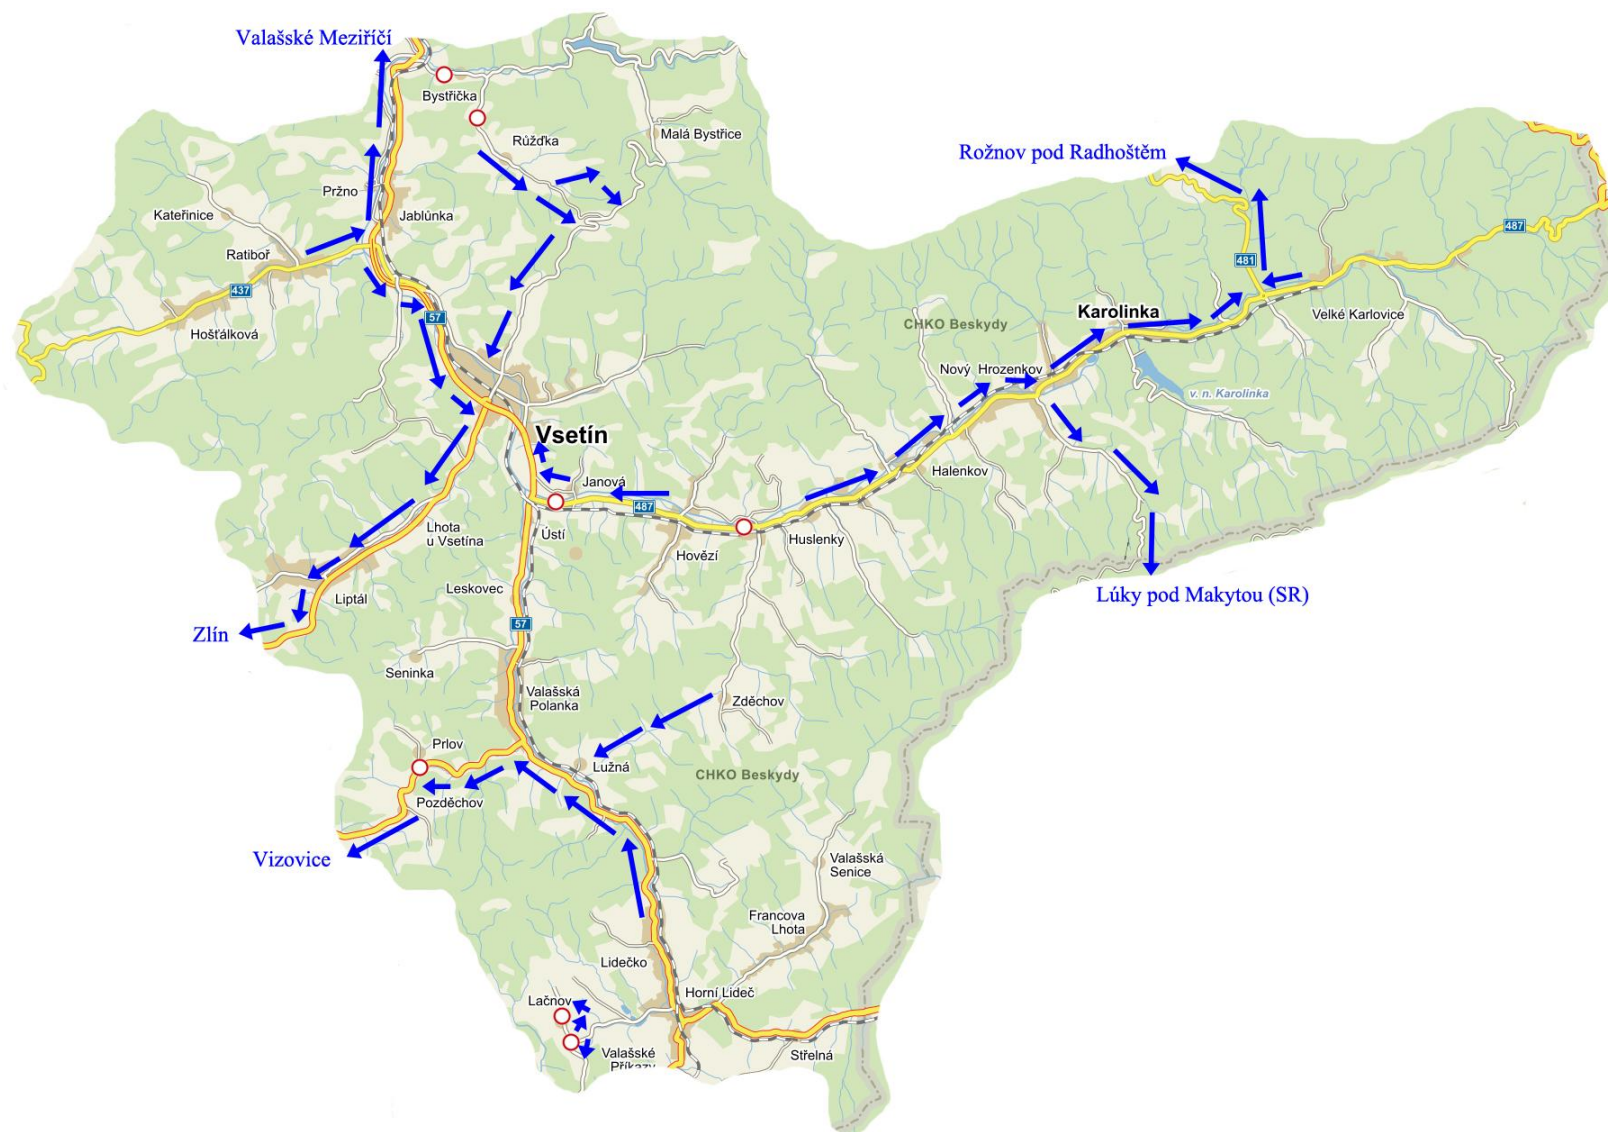 Valašské Meziříčí
Bystřička
Růžďka
Malá Bystřice
Rožnov pod Radhoštěm
Pržno
Kateřinice
Jablůnka
Ratiboř
487
481
437
Hošťálková
57
Velké Karlovice
Karolinka
CHKO Beskydy
Nový Hrozenkov
v. n. Karolinka
Vsetín
Halenkov
Janová
487
Lhota
u Vsetína
Ústí
Huslenky
Hovězí
Leskovec
Liptál
Lúky pod Makytou (SR)
57
Zlín
Seninka
Valašská
Polanka
Zděchov
Prlov
Lužná
CHKO Beskydy
Pozděchov
Vizovice
Valašská
Senice
Francova
Lhota
Lidečko
Horní Lideč
Lačnov
Valašské
Příkazy
Střelná